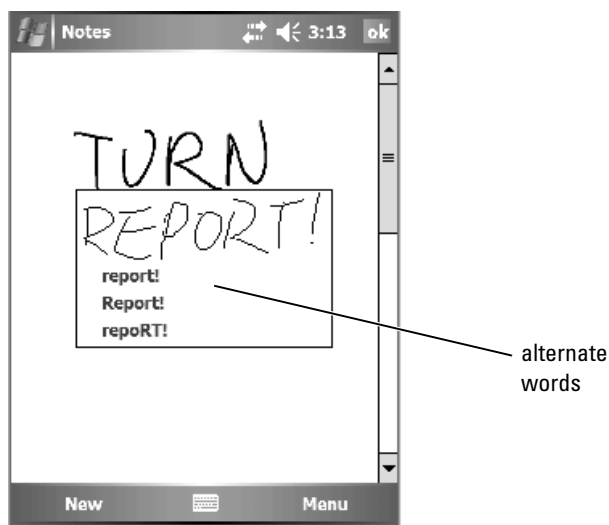 Notes 3:13 ok
TURN
REPORT!
report!
Report!
repoRT!
alternate
words
New Menu